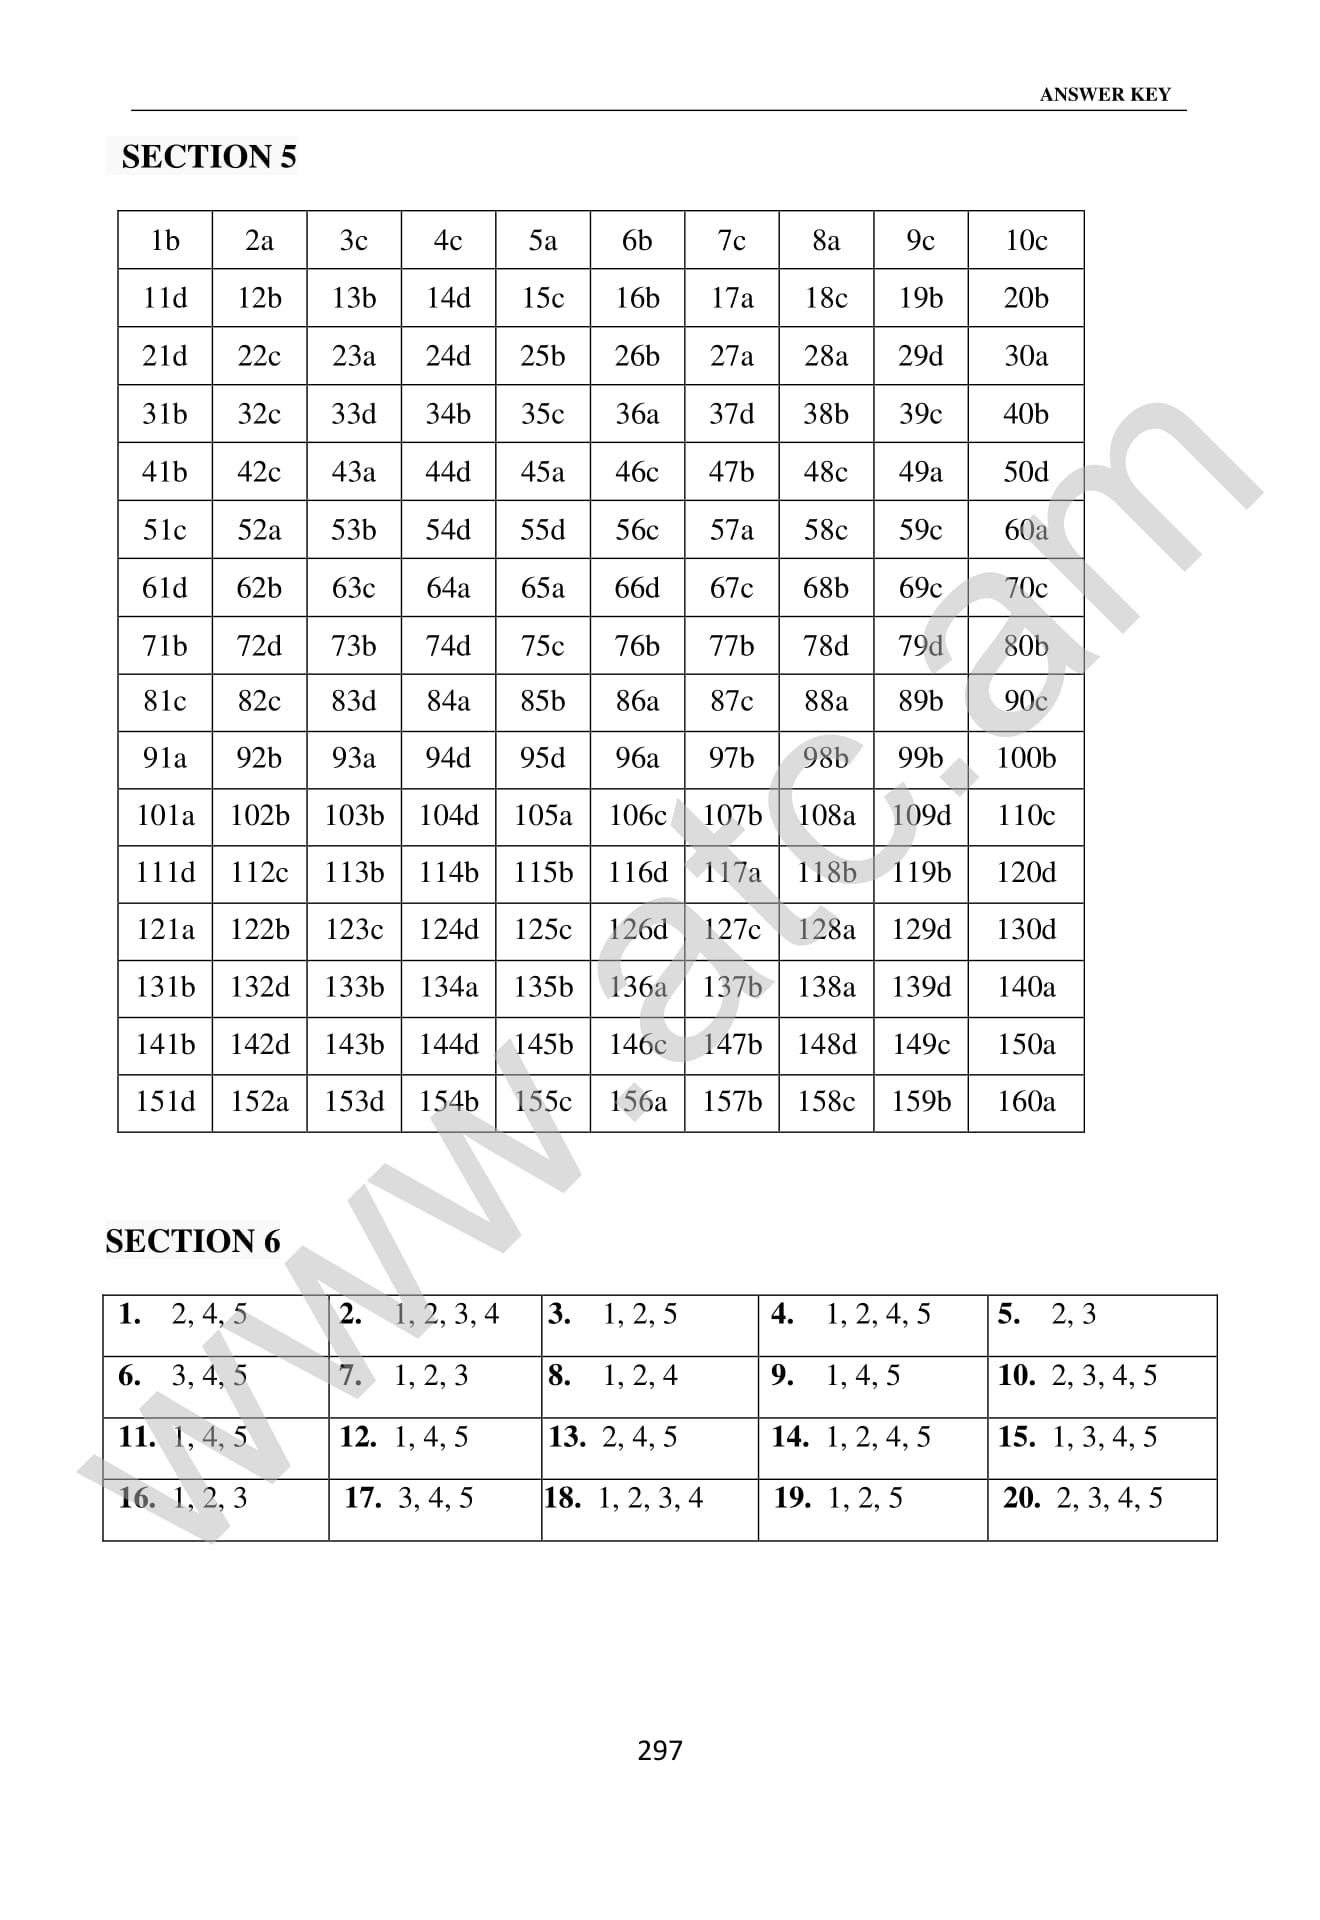 ANSWER KEY
SECTION 5
1b 2a 3c 4c 5a 6b 7c 8a 9c 10c
11d 12b 13b 14d 15c 16b 17a 18c 19b 20b
21d 22c 23a 24d 25b 26b 27a 28a 29d 30a
31b 32c 33d 34b 35c 36a 37d 38b 39c 40b
41b 42c 43a 44d 45a 46c 47b 48c 49a 50d
51c 52a 53b 54d 55d 56c 57a 58c 59c 60a
61d 62b 63c 64a 65a 66d 67c 68b 69c 70c
71b 72d 73b 74d 75c 76b 77b 78d 79d 80b
81c 82c 83d 84a 85b 86a 87c 88a 89b 90c
91a 92b 93a 94d 95d 96a 97b 98b 99b 100b
101a 102b 103b 104d 105a 106c 107b 108a 109d 110c
111d 112c 113b 114b 115b 116d 117a 118b 119b 120d
121a 122b 123c 124d 125c 126d 127c 128a 129d 130d
131b 132d 133b 134a 135b 136a 137b 138a 139d 140a
141b 142d 143b 144d 145b 146c 147b 148d 149c 150a
151d 152a 153d 154b 155c 156a 157b 158c 159b 160a
SECTION 6
1. 2, 4, 5 2. 1, 2, 3, 4 3. 1, 2, 5 4. 1, 2, 4, 5 5. 2, 3
6. 3, 4, 5 7. 1, 2, 3 8. 1, 2, 4 9. 1, 4, 5 10. 2, 3, 4, 5
11. 1, 4, 5 12. 1, 4, 5 13. 2, 4, 5 14. 1, 2, 4, 5 15. 1, 3, 4, 5
16. 1, 2, 3 17. 3, 4, 5 18. 1, 2, 3, 4 19. 1, 2, 5 20. 2, 3, 4, 5
297
www.atc.am